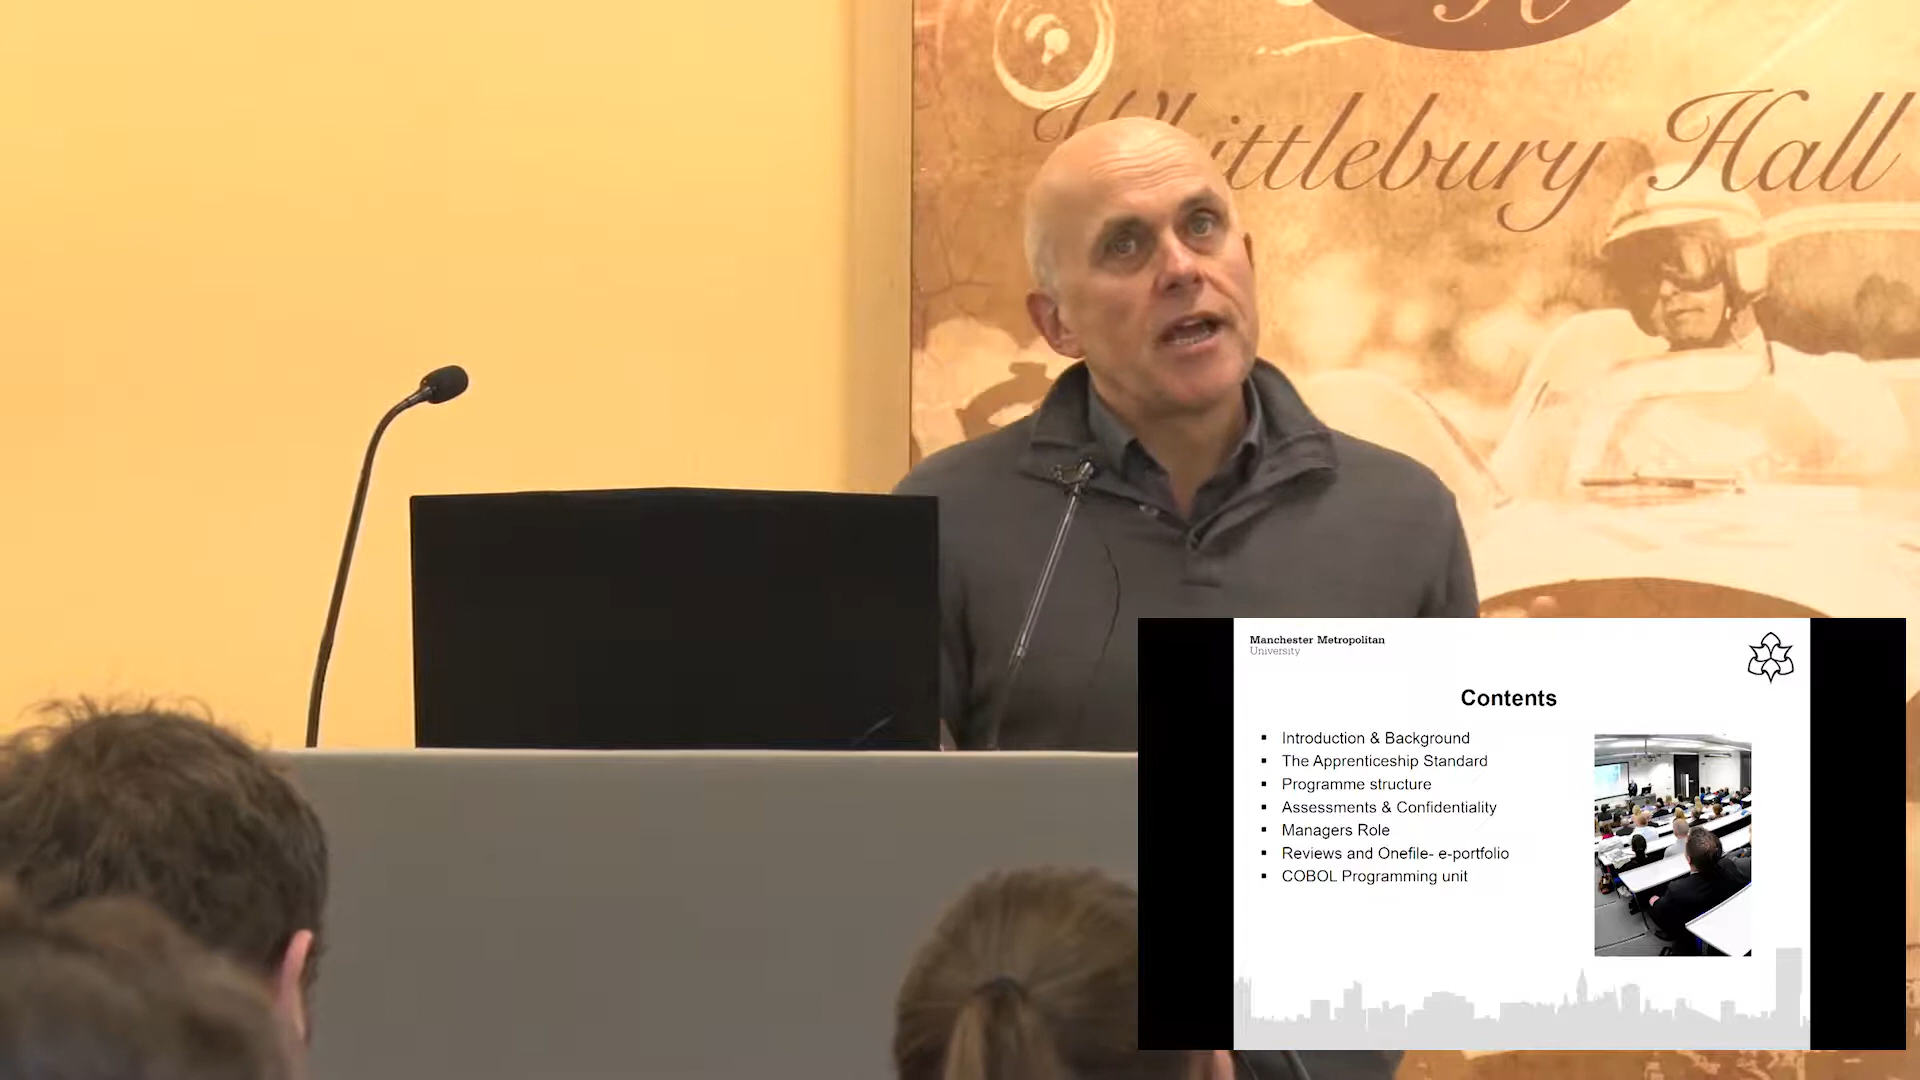 Whittlebury Hall
Manchester Metropolitan
University
Contents
▪ Introduction & Background
▪ The Apprenticeship Standard
▪ Programme structure
▪ Assessments & Confidentiality
▪ Managers Role
▪ Reviews and Onefile- e-portfolio
▪ COBOL Programming unit